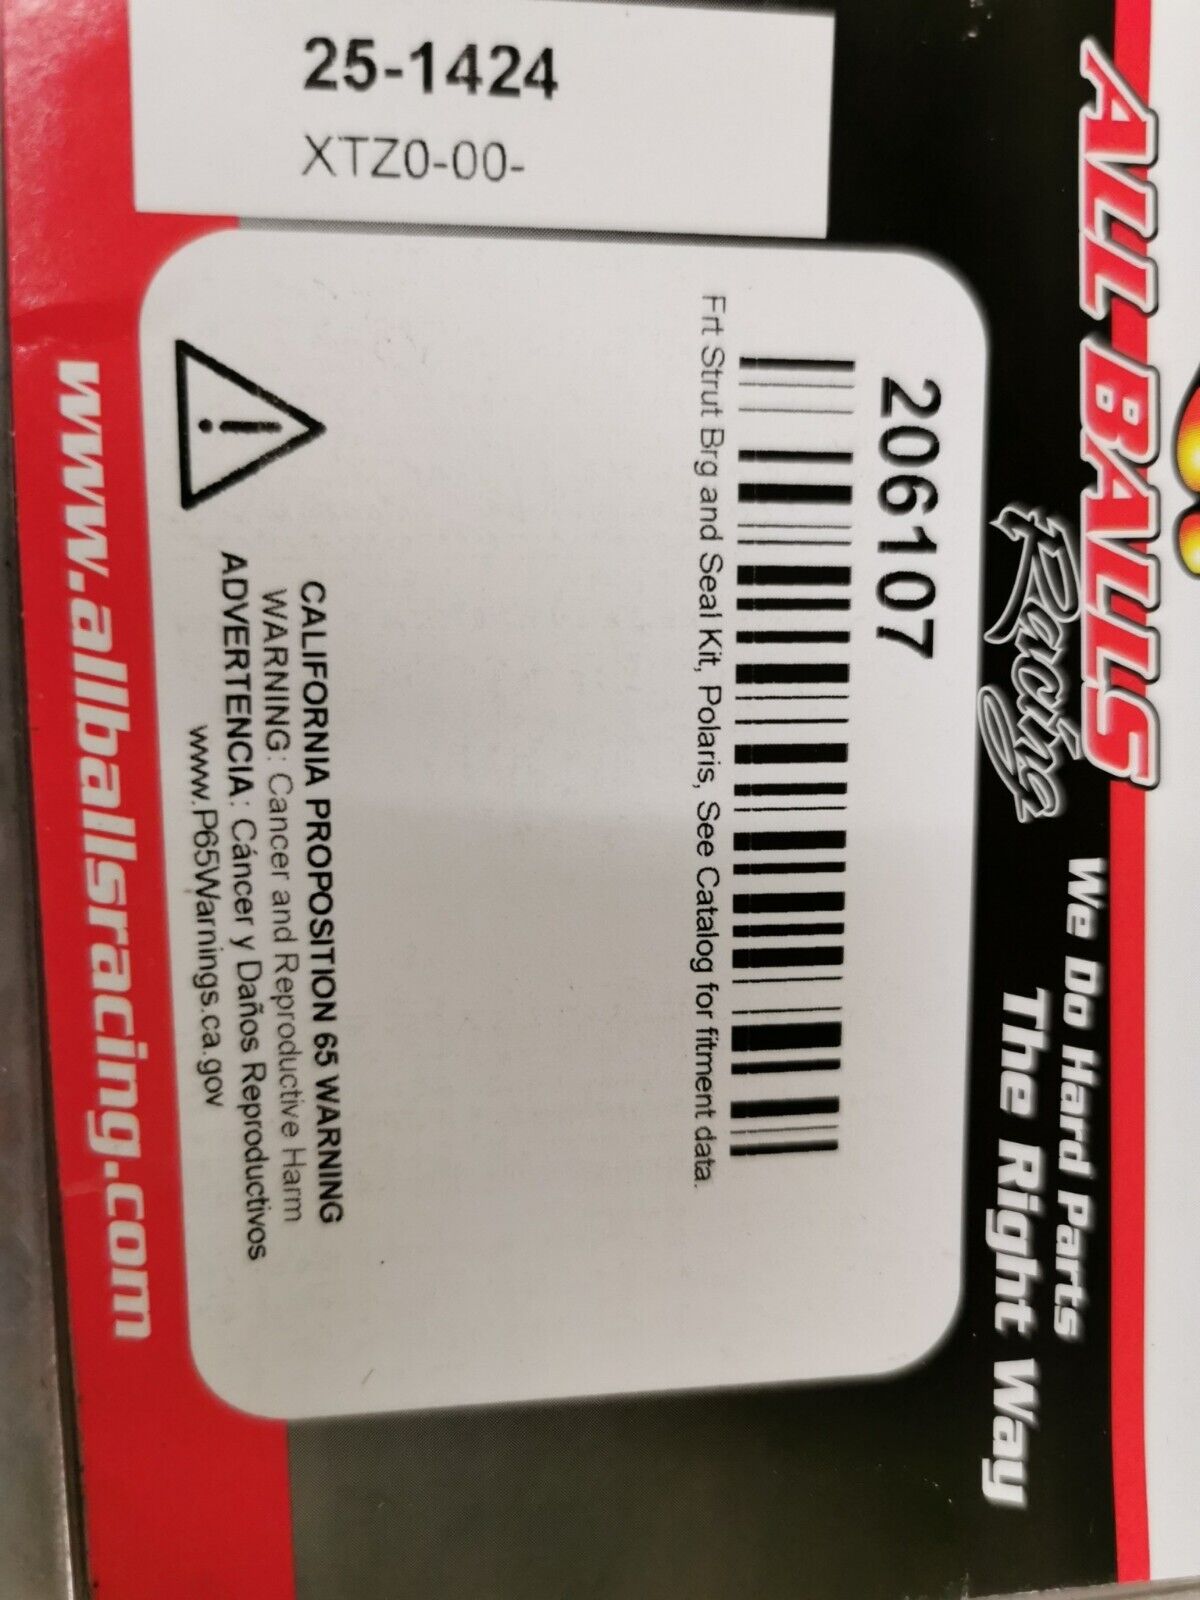 25-1424
XTZ0-00-
ALL BALLS
Racing
We Do Hard Parts
The Right Way
206107
Frt Strut Brg and Seal Kit, Polaris, See Catalog for fitment data.
CALIFORNIA PROPOSITION 65 WARNING
WARNING: Cancer and Reproductive Harm
ADVERTENCIA: Cáncer y Daños Reproductivos
www.P65Warnings.ca.gov
www.allballsracing.com